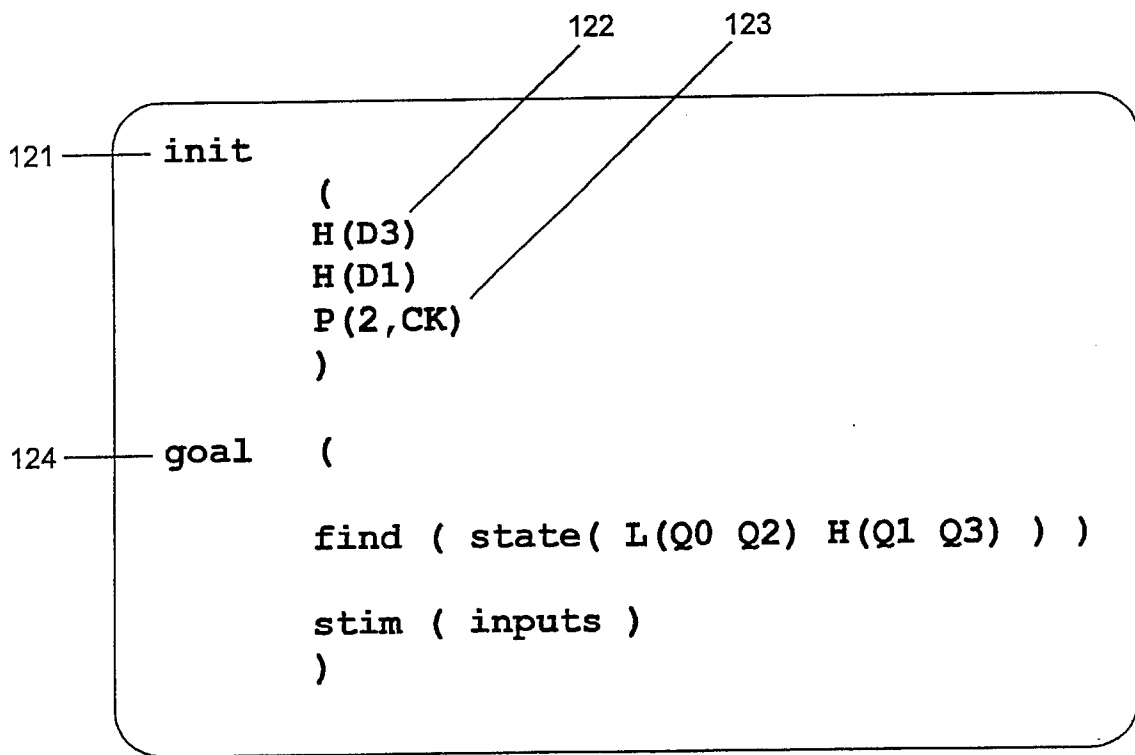 122 123
121 init
(
H(D3)
H(D1)
P(2,CK)
)
124 goal (
find ( state( L(Q0 Q2) H(Q1 Q3) ) )
stim ( inputs )
)